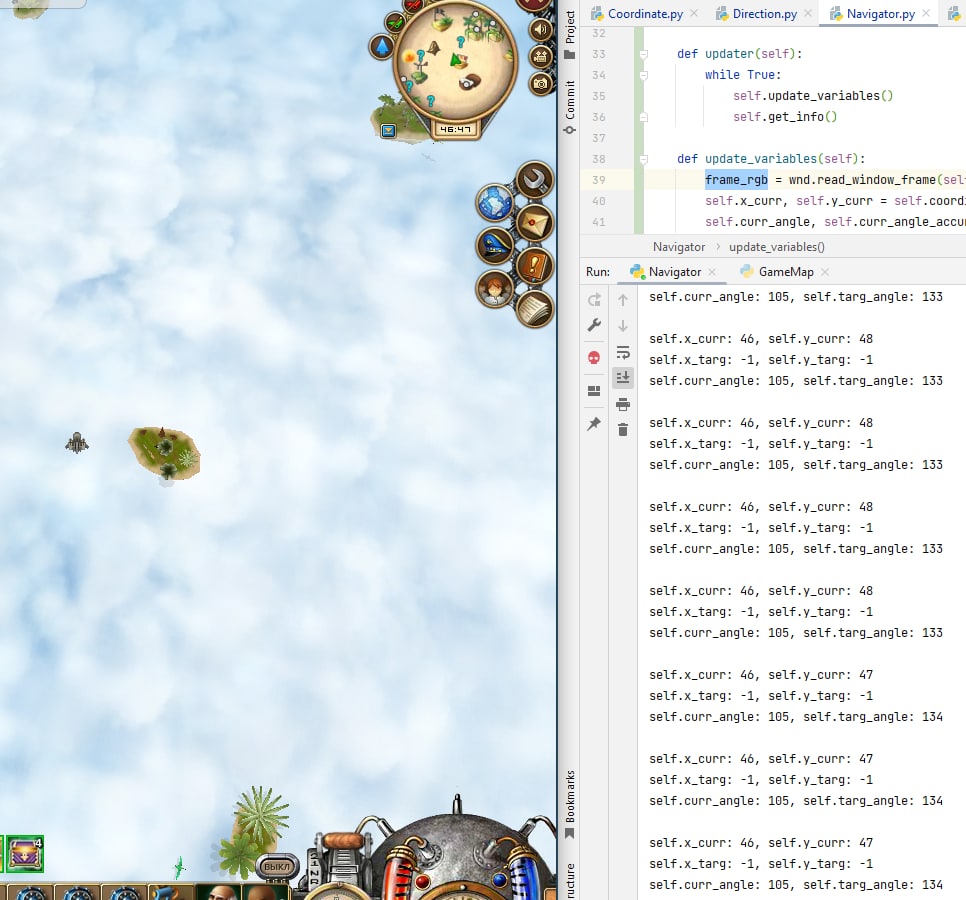 46:47
4
ВЫКЛ
Project
Commit
Bookmarks
ructure
Coordinate.py
Direction.py
Navigator.py
32
33 def updater(self):
34 while True:
35 self.update_variables()
36 self.get_info()
37
38 def update_variables(self):
39 frame_rgb = wnd.read_window_frame(sel
40 self.x_curr, self.y_curr = self.coordi
41 self.curr_angle, self.curr_angle_accur
Navigator > update_variables()
Run: Navigator GameMap
self.curr_angle: 105, self.targ_angle: 133
self.x_curr: 46, self.y_curr: 48
self.x_targ: -1, self.y_targ: -1
self.curr_angle: 105, self.targ_angle: 133
self.x_curr: 46, self.y_curr: 48
self.x_targ: -1, self.y_targ: -1
self.curr_angle: 105, self.targ_angle: 133
self.x_curr: 46, self.y_curr: 48
self.x_targ: -1, self.y_targ: -1
self.curr_angle: 105, self.targ_angle: 133
self.x_curr: 46, self.y_curr: 48
self.x_targ: -1, self.y_targ: -1
self.curr_angle: 105, self.targ_angle: 133
self.x_curr: 46, self.y_curr: 47
self.x_targ: -1, self.y_targ: -1
self.curr_angle: 105, self.targ_angle: 134
self.x_curr: 46, self.y_curr: 47
self.x_targ: -1, self.y_targ: -1
self.curr_angle: 105, self.targ_angle: 134
self.x_curr: 46, self.y_curr: 47
self.x_targ: -1, self.y_targ: -1
self.curr_angle: 105, self.targ_angle: 134